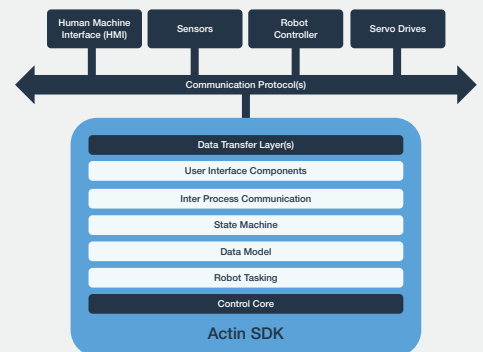 Human Machine
Interface (HMI)
Sensors
Robot
Controller
Servo Drives
Communication Protocol(s)
Data Transfer Layer(s)
User Interface Components
Inter Process Communication
State Machine
Data Model
Robot Tasking
Control Core
Actin SDK